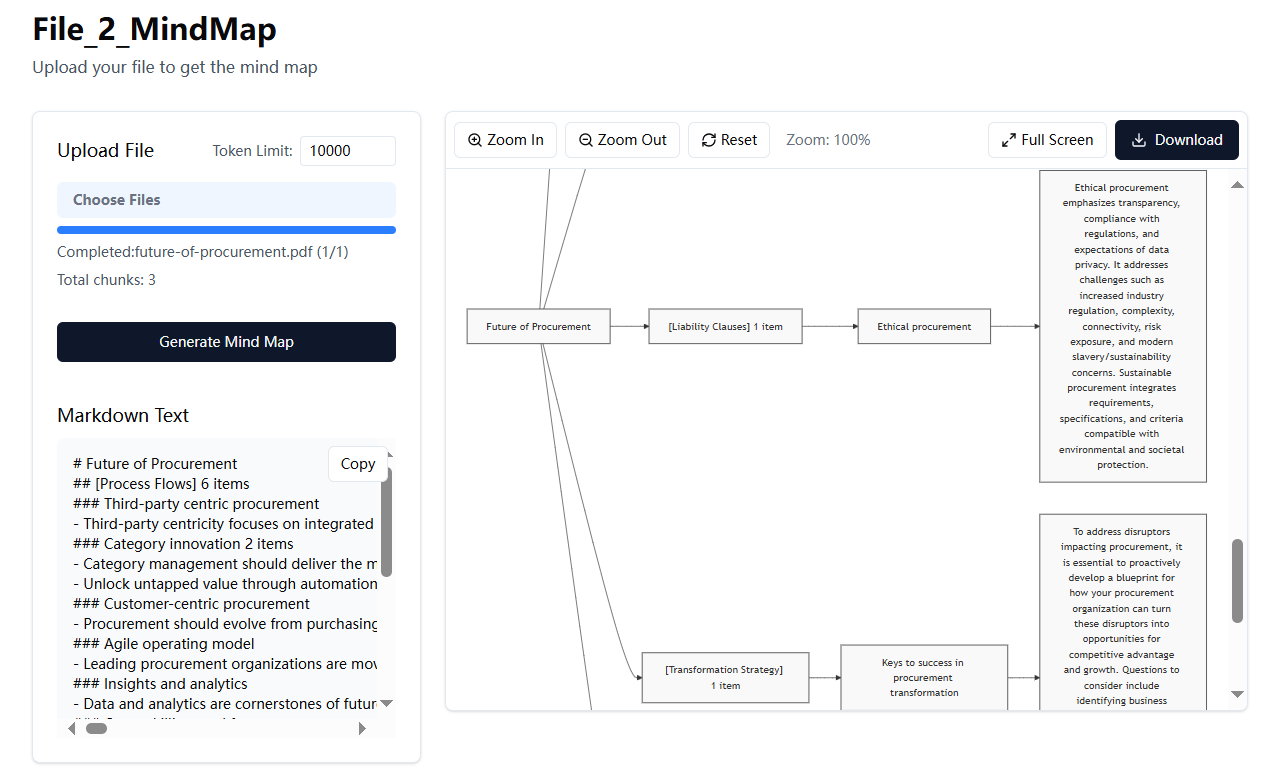 File_2_MindMap
Upload your file to get the mind map
Upload File
Token Limit: 10000
Choose Files
Completed:future-of-procurement.pdf (1/1)
Total chunks: 3
Generate Mind Map
Markdown Text
Copy
# Future of Procurement
## [Process Flows] 6 items
### Third-party centric procurement
- Third-party centricity focuses on integrated
### Category innovation 2 items
- Category management should deliver the m
- Unlock untapped value through automation
### Customer-centric procurement
- Procurement should evolve from purchasing
### Agile operating model
- Leading procurement organizations are mov
### Insights and analytics
- Data and analytics are cornerstones of futur
Zoom In
Zoom Out
Reset
Zoom: 100%
Full Screen
Download
Future of Procurement
[Liability Clauses] 1 item
Ethical procurement
Ethical procurement
emphasizes transparency,
compliance with
regulations, and
expectations of data
privacy. It addresses
challenges such as
increased industry
regulation, complexity,
connectivity, risk
exposure, and modern
slavery/sustainability
concerns. Sustainable
procurement integrates
requirements,
specifications, and criteria
compatible with
environmental and societal
protection.
[Transformation Strategy]
1 item
Keys to success in
procurement
transformation
To address disruptors
impacting procurement, it
is essential to proactively
develop a blueprint for
how your procurement
organization can turn
these disruptors into
opportunities for
competitive advantage
and growth. Questions to
consider include
identifying business